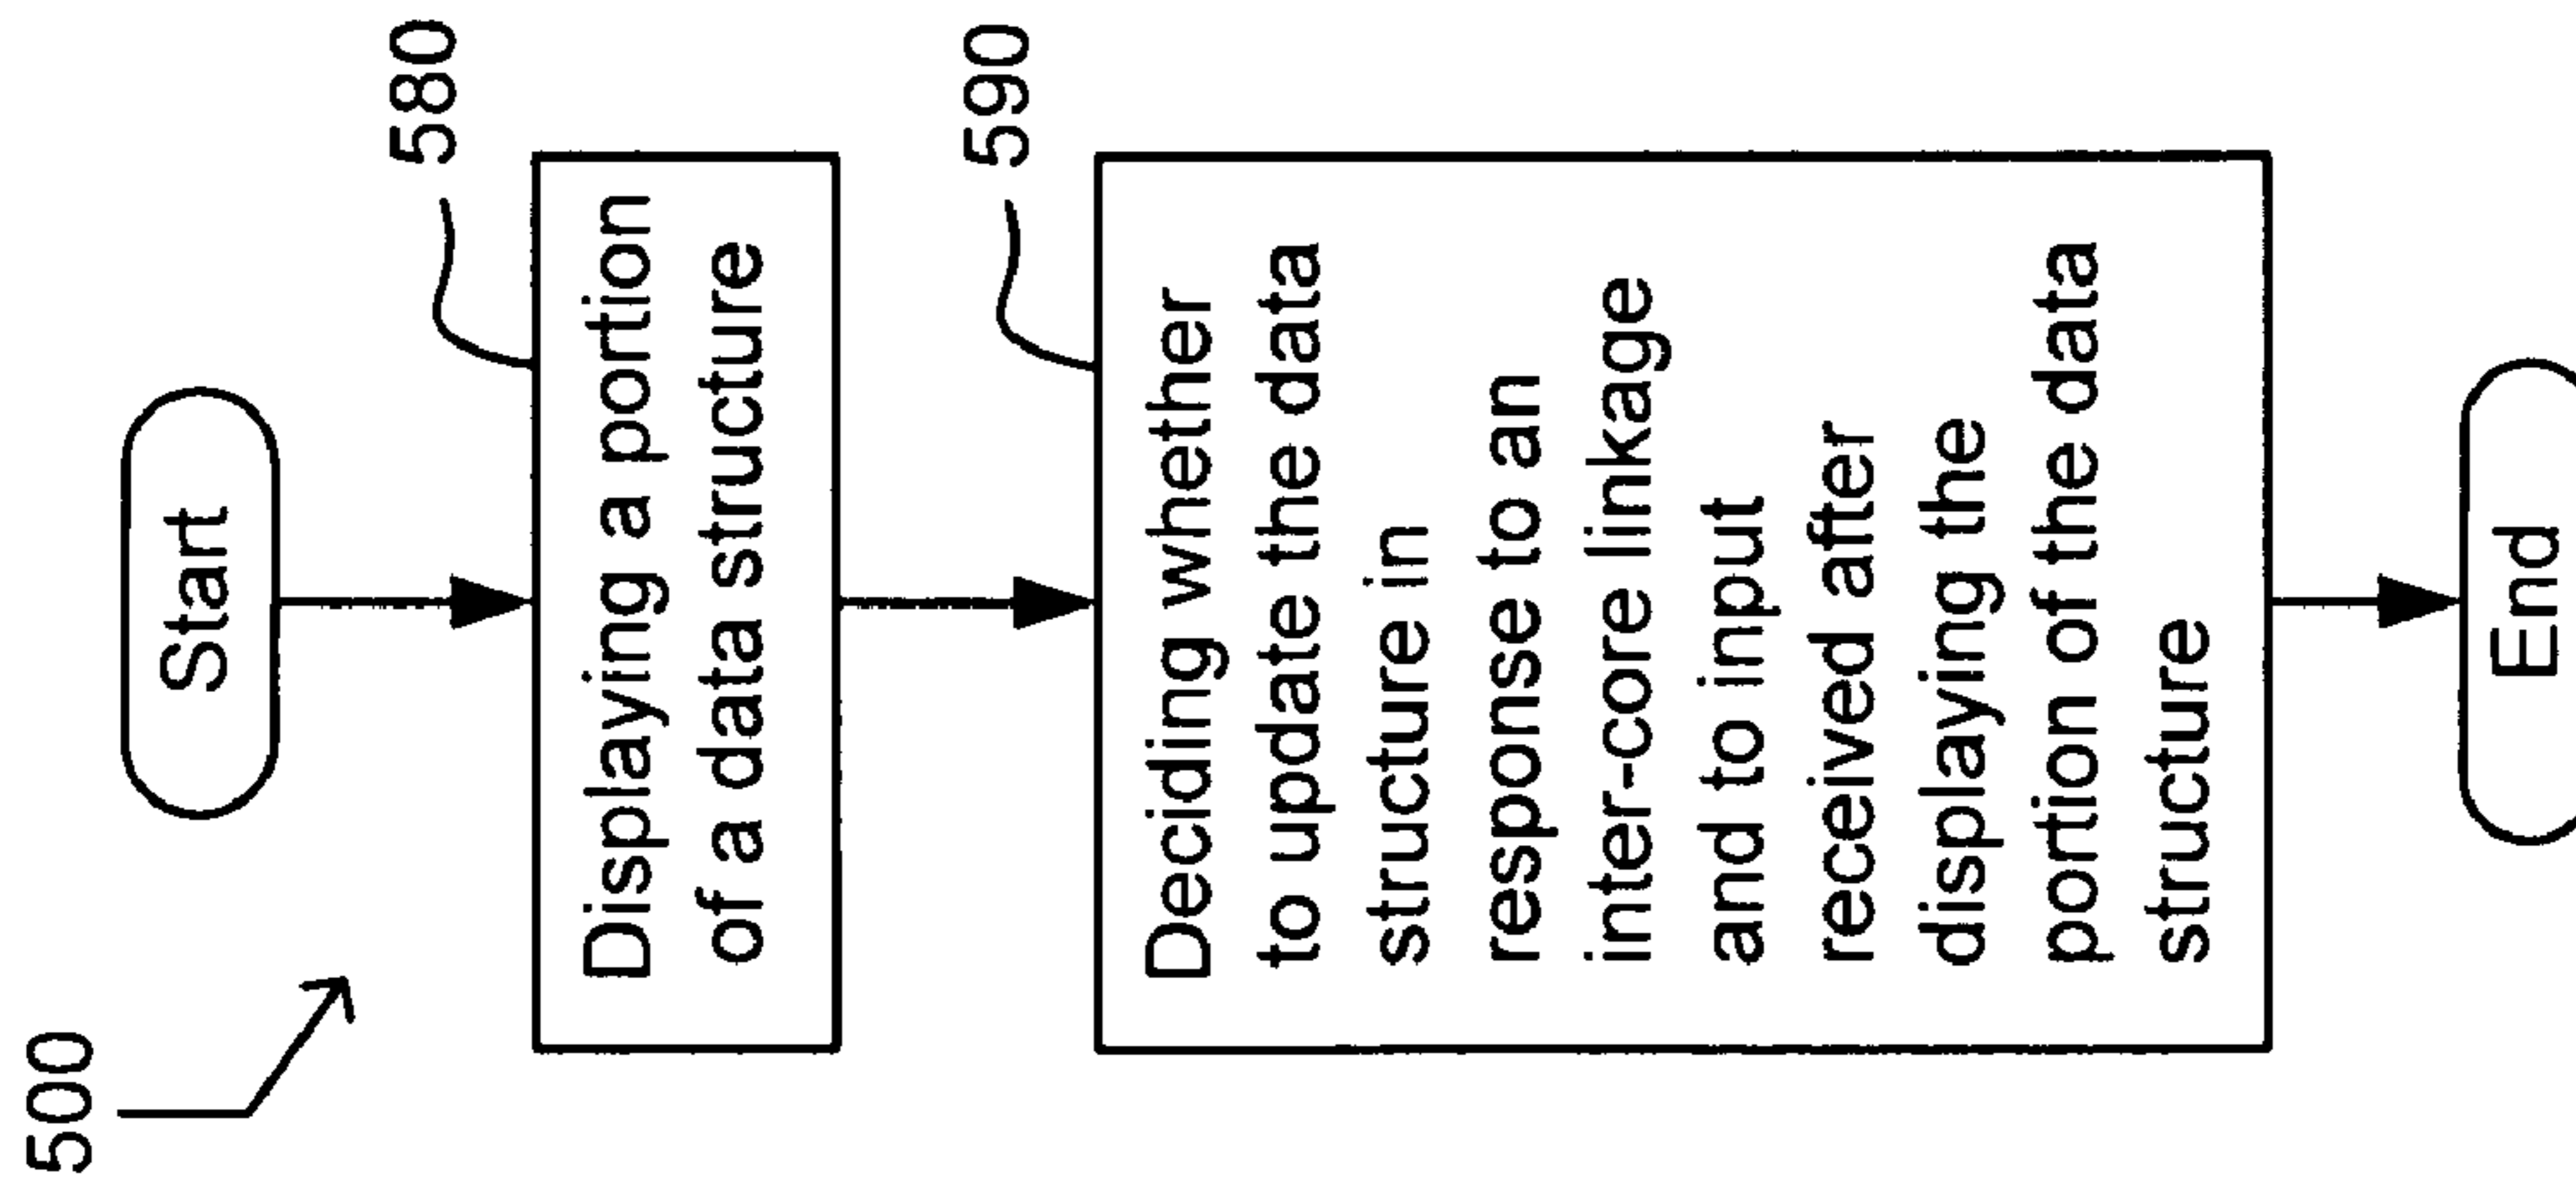 500
Start
580
Displaying a portion
of a data structure
590
Deciding whether
to update the data
structure in
response to an
inter-core linkage
and to input
received after
displaying the
portion of the data
structure
End